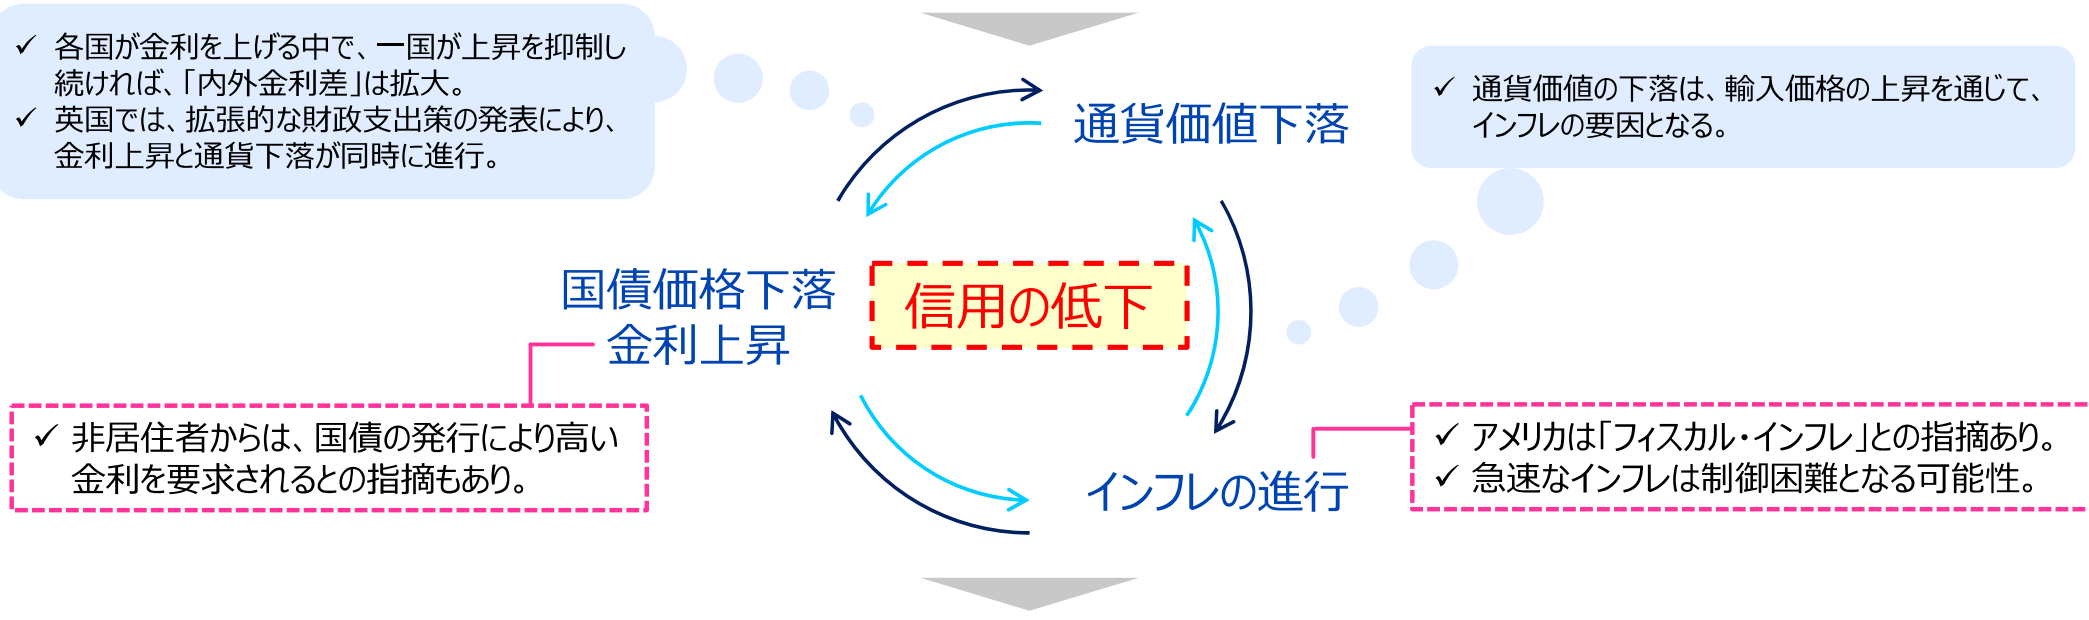 ✓ 各国が金利を上げる中で、一国が上昇を抑制し
続ければ、「内外金利差」は拡大。
✓ 英国では、拡張的な財政支出策の発表により、
金利上昇と通貨下落が同時に進行。
通貨価値下落
✓ 通貨価値の下落は、輸入価格の上昇を通じて、
インフレの要因となる。
国債価格下落
金利上昇
信用の低下
✓ 非居住者からは、国債の発行により高い
金利を要求されるとの指摘もあり。
インフレの進行
✓ アメリカは「フィスカル・インフレ」との指摘あり。
✓ 急速なインフレは制御困難となる可能性。